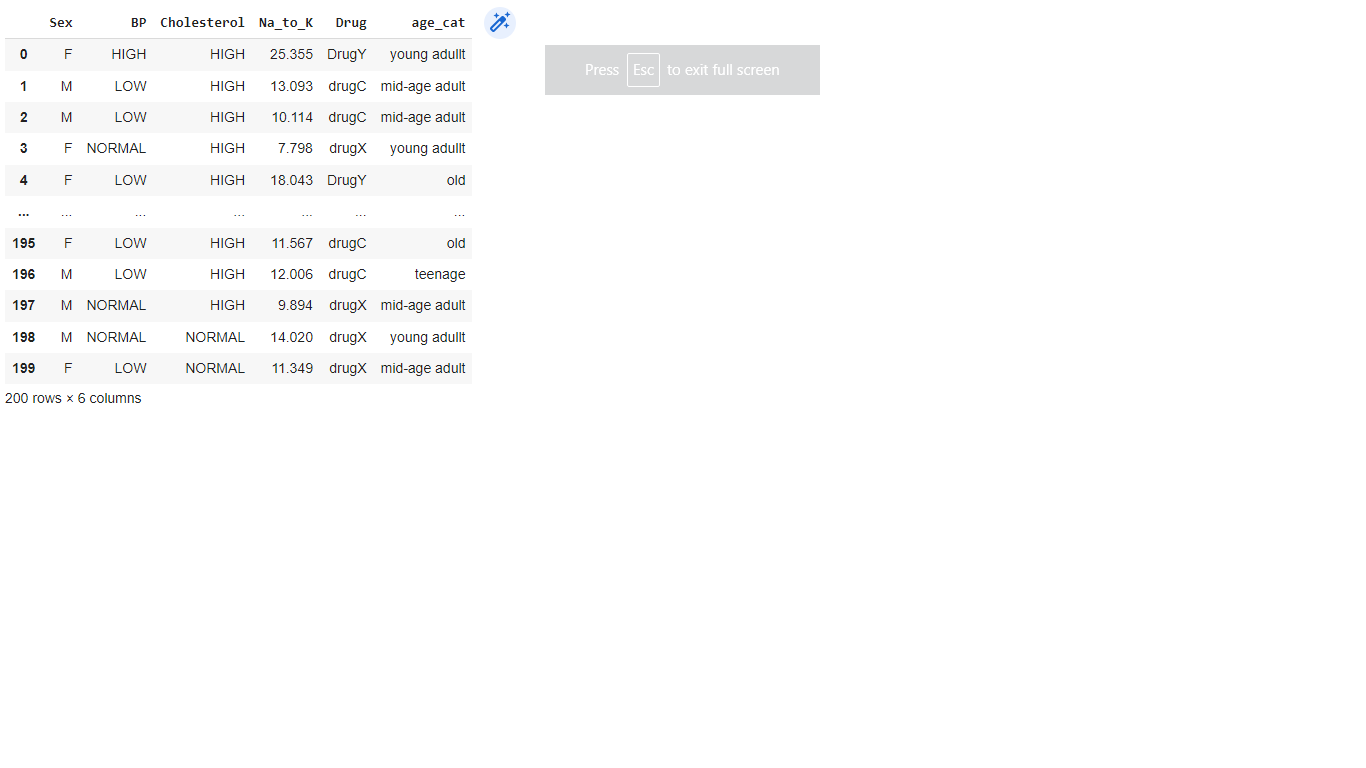 Sex BP Cholesterol Na_to_K Drug age_cat
0 F HIGH HIGH 25.355 DrugY young adullt
1 M LOW HIGH 13.093 drugC mid-age adult
2 M LOW HIGH 10.114 drugC mid-age adult
3 F NORMAL HIGH 7.798 drugX young adullt
4 F LOW HIGH 18.043 DrugY old
... ... ... ... ... ... ...
195 F LOW HIGH 11.567 drugC old
196 M LOW HIGH 12.006 drugC teenage
197 M NORMAL HIGH 9.894 drugX mid-age adult
198 M NORMAL NORMAL 14.020 drugX young adullt
199 F LOW NORMAL 11.349 drugX mid-age adult
200 rows × 6 columns
Press Esc to exit full screen